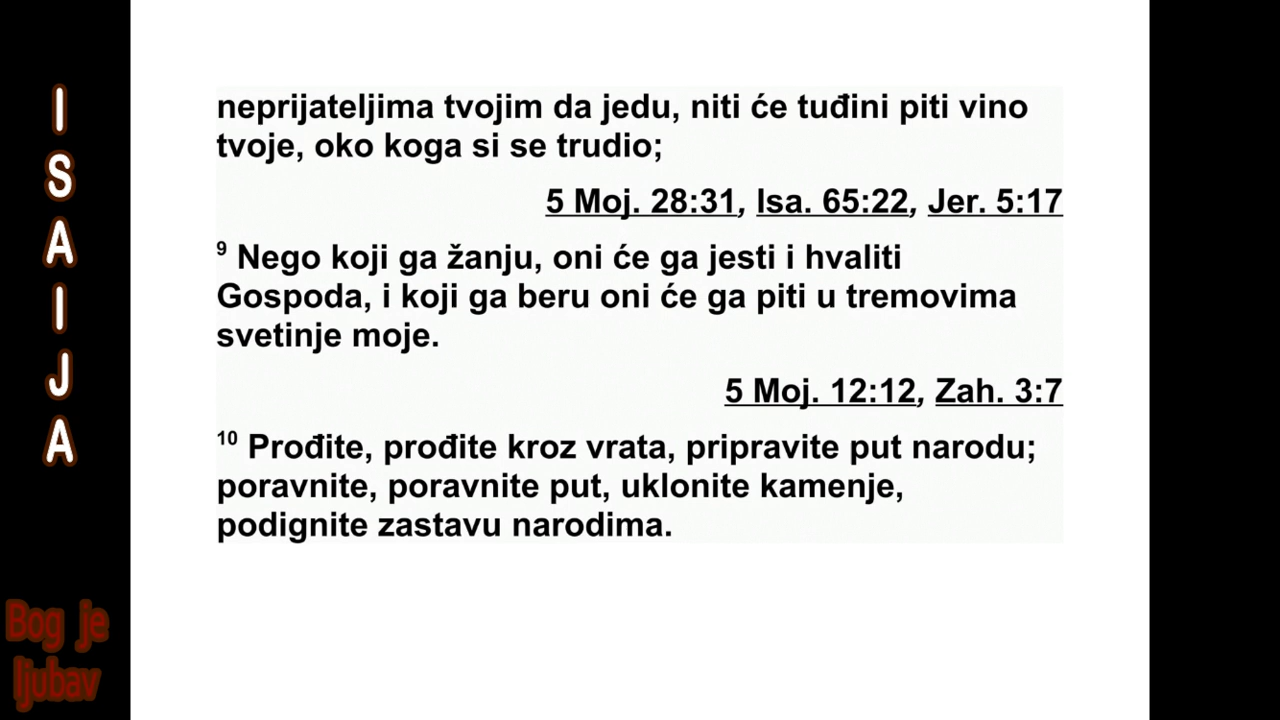 ISAIJA
neprijateljima tvojim da jedu, niti će tuđini piti vino
tvoje, oko koga si se trudio;
5 Moj. 28:31, Isa. 65:22, Jer. 5:17
9 Nego koji ga žanju, oni će ga jesti i hvaliti
Gospoda, i koji ga beru oni će ga piti u tremovima
svetinje moje.
5 Moj. 12:12, Zah. 3:7
10 Prođite, prođite kroz vrata, pripravite put narodu;
poravnite, poravnite put, uklonite kamenje,
podignite zastavu narodima.
Bog je
ljubav